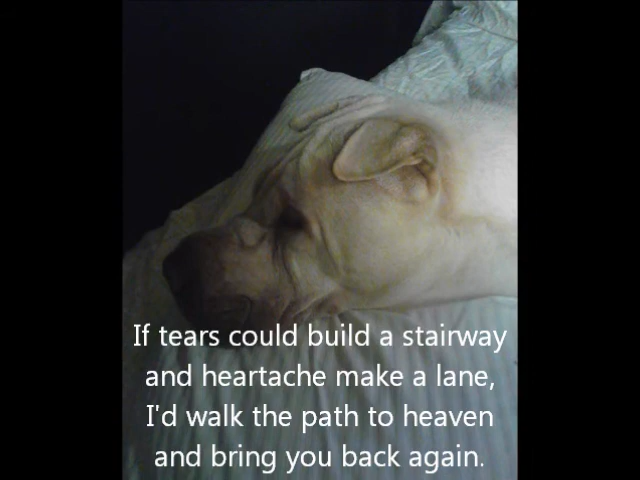 If tears could build a stairway
and heartache make a lane,
I'd walk the path to heaven
and bring you back again.